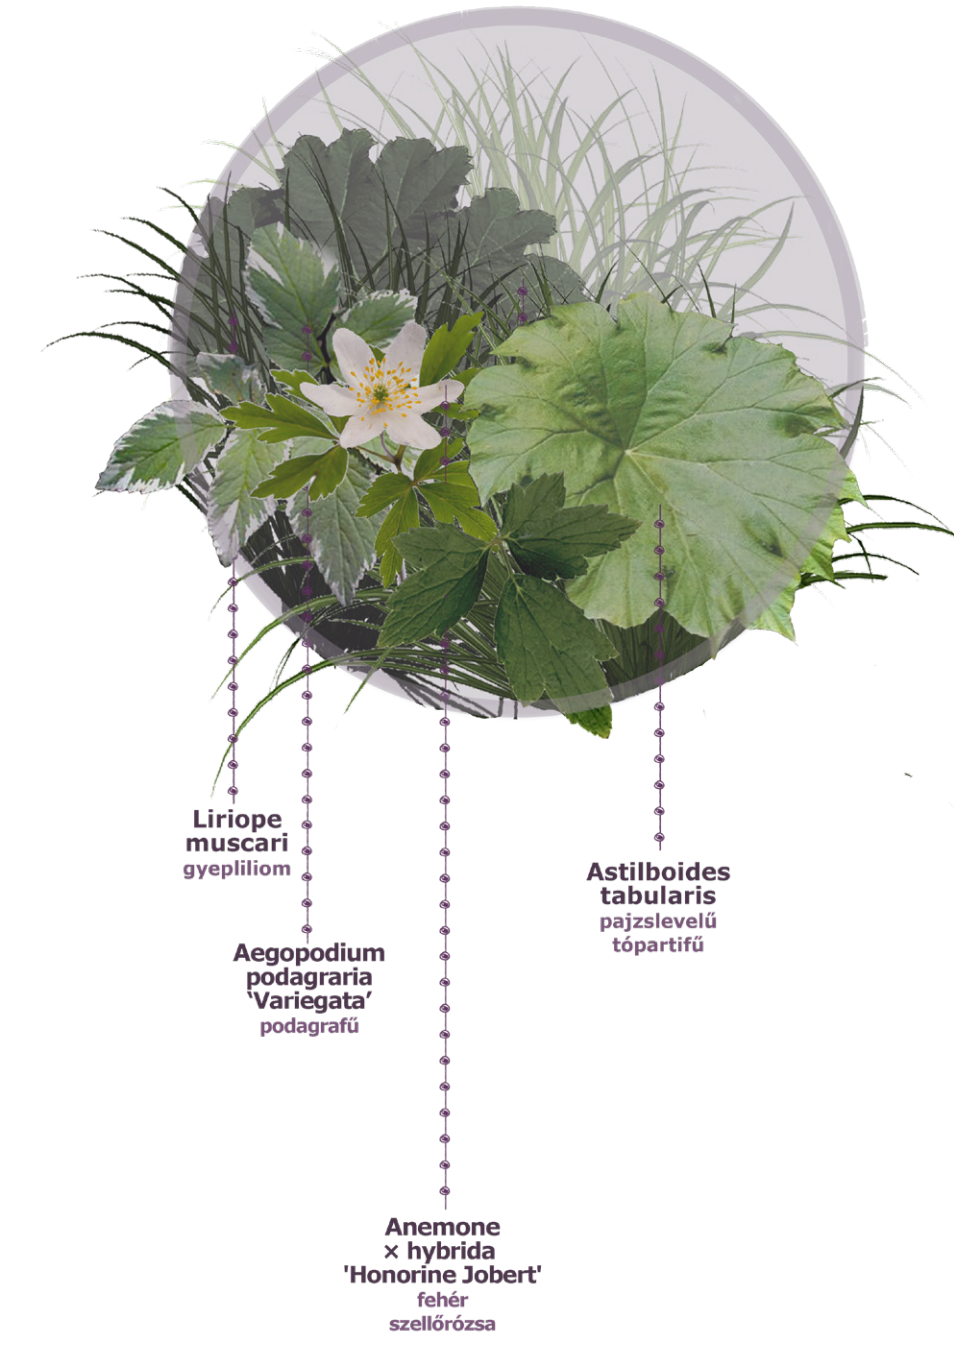 Liriope
muscari
gyepliliom
Aegopodium
podagraria
‘Variegata’
podagrafű
Astilboides
tabularis
pajzslevelű
tópartifű
Anemone
× hybrida
'Honorine Jobert'
fehér
szellőrózsa